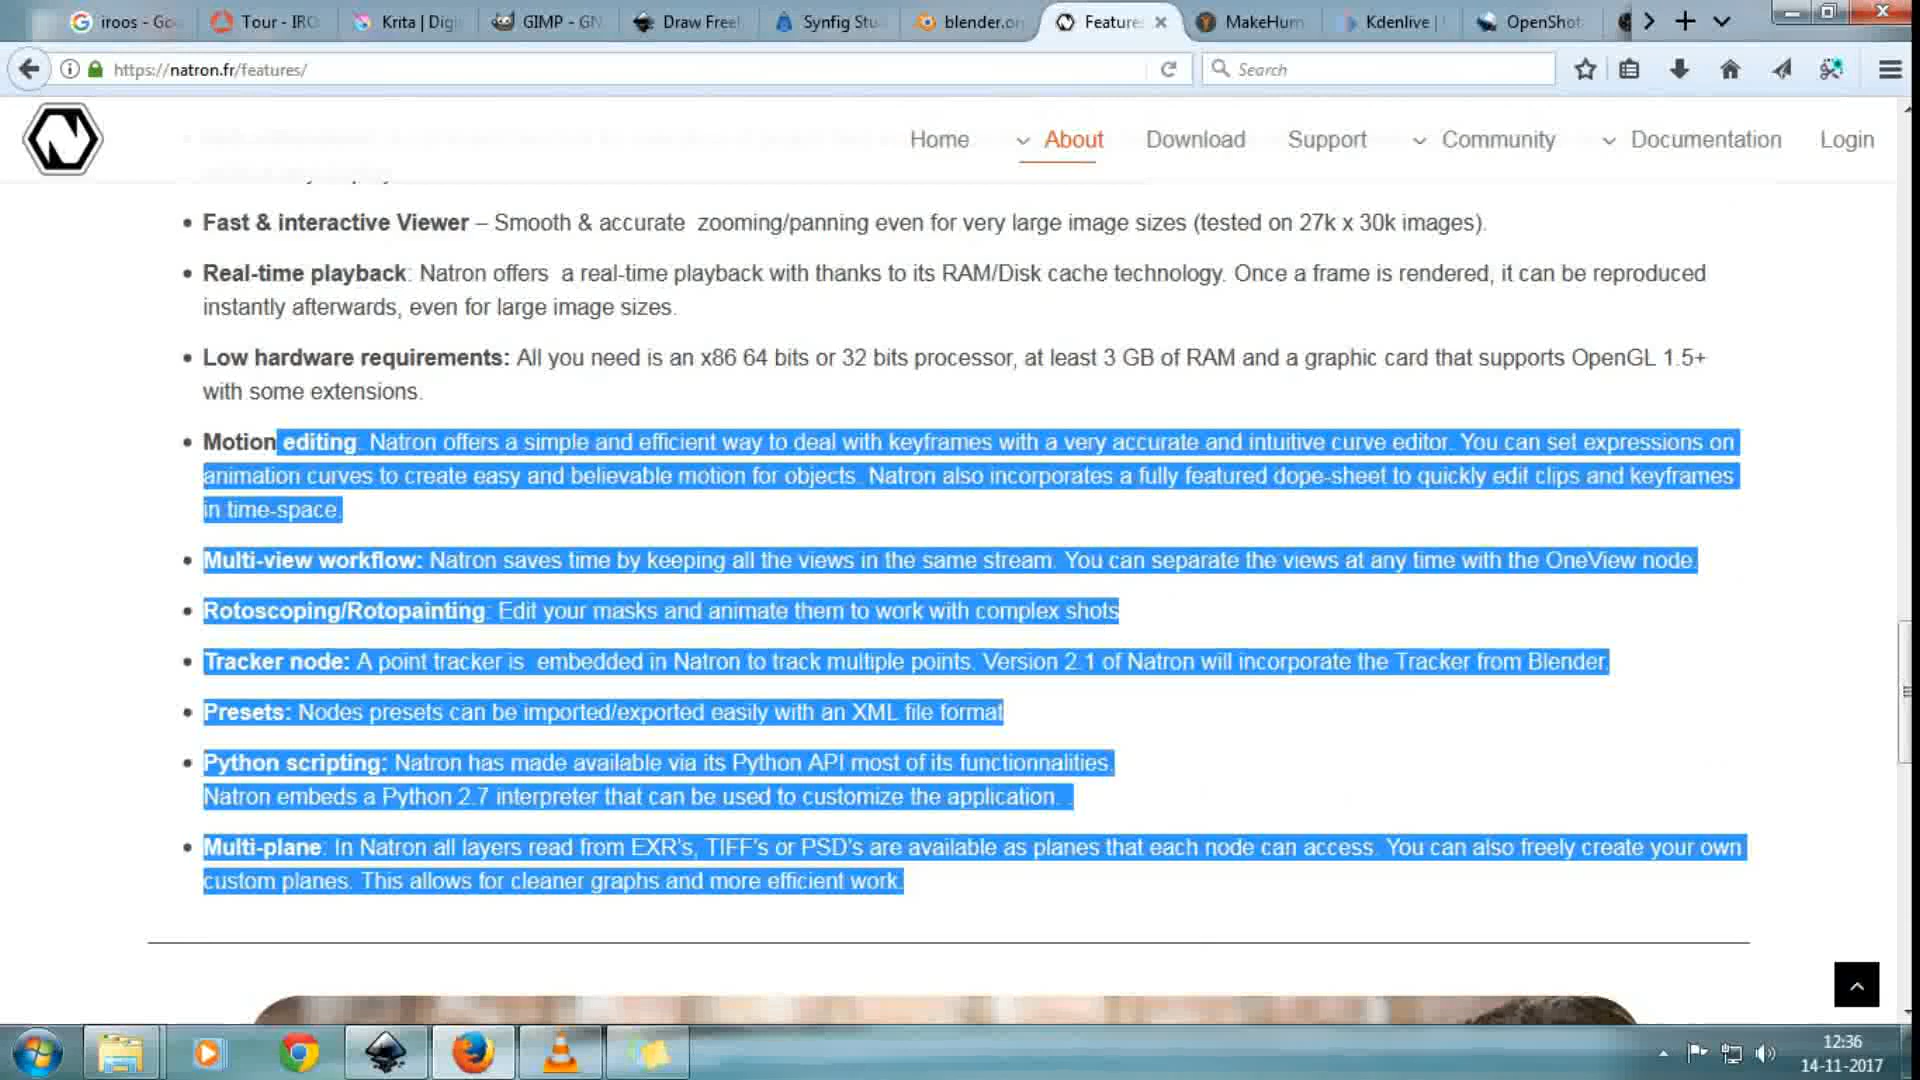 iroos - Goo
Tour - IRO
Krita | Digi
GIMP - GN
Draw Free
Synfig Stu
blender.or
Feature
MakeHum
Kdenlive |
OpenShot
https://natron.fr/features/
Search
Home
About
Download
Support
Community
Documentation
Login
• Fast & interactive Viewer – Smooth & accurate zooming/panning even for very large image sizes (tested on 27k x 30k images).
• Real-time playback: Natron offers a real-time playback with thanks to its RAM/Disk cache technology. Once a frame is rendered, it can be reproduced
instantly afterwards, even for large image sizes.
• Low hardware requirements: All you need is an x86 64 bits or 32 bits processor, at least 3 GB of RAM and a graphic card that supports OpenGL 1.5+
with some extensions.
• Motion editing: Natron offers a simple and efficient way to deal with keyframes with a very accurate and intuitive curve editor. You can set expressions on
animation curves to create easy and believable motion for objects. Natron also incorporates a fully featured dope-sheet to quickly edit clips and keyframes
in time-space.
• Multi-view workflow: Natron saves time by keeping all the views in the same stream. You can separate the views at any time with the OneView node.
• Rotoscoping/Rotopainting: Edit your masks and animate them to work with complex shots
• Tracker node: A point tracker is embedded in Natron to track multiple points. Version 2.1 of Natron will incorporate the Tracker from Blender.
• Presets: Nodes presets can be imported/exported easily with an XML file format
• Python scripting: Natron has made available via its Python API most of its functionnalities.
Natron embeds a Python 2.7 interpreter that can be used to customize the application. .
• Multi-plane: In Natron all layers read from EXR's, TIFF's or PSD's are available as planes that each node can access. You can also freely create your own
custom planes. This allows for cleaner graphs and more efficient work.
12:36
14-11-2017